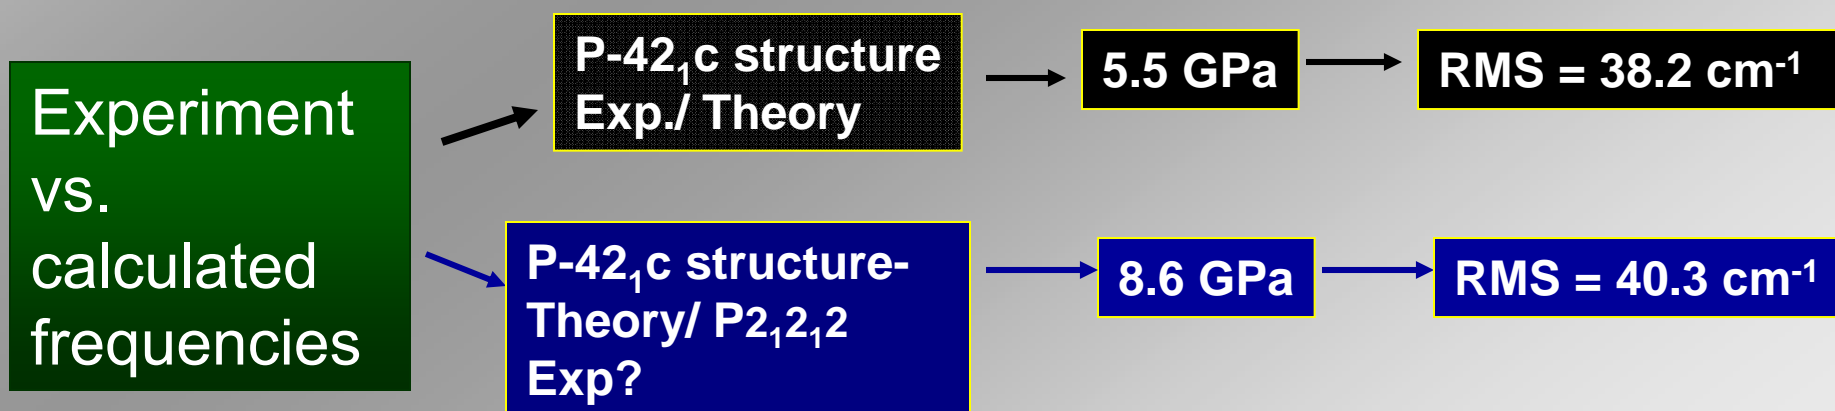 Experiment
vs.
calculated
frequencies
P-42₁c structure
Exp./ Theory
5.5 GPa
RMS = 38.2 cm⁻¹
P-42₁c structure-
Theory/ P2₁2₁2
Exp?
8.6 GPa
RMS = 40.3 cm⁻¹